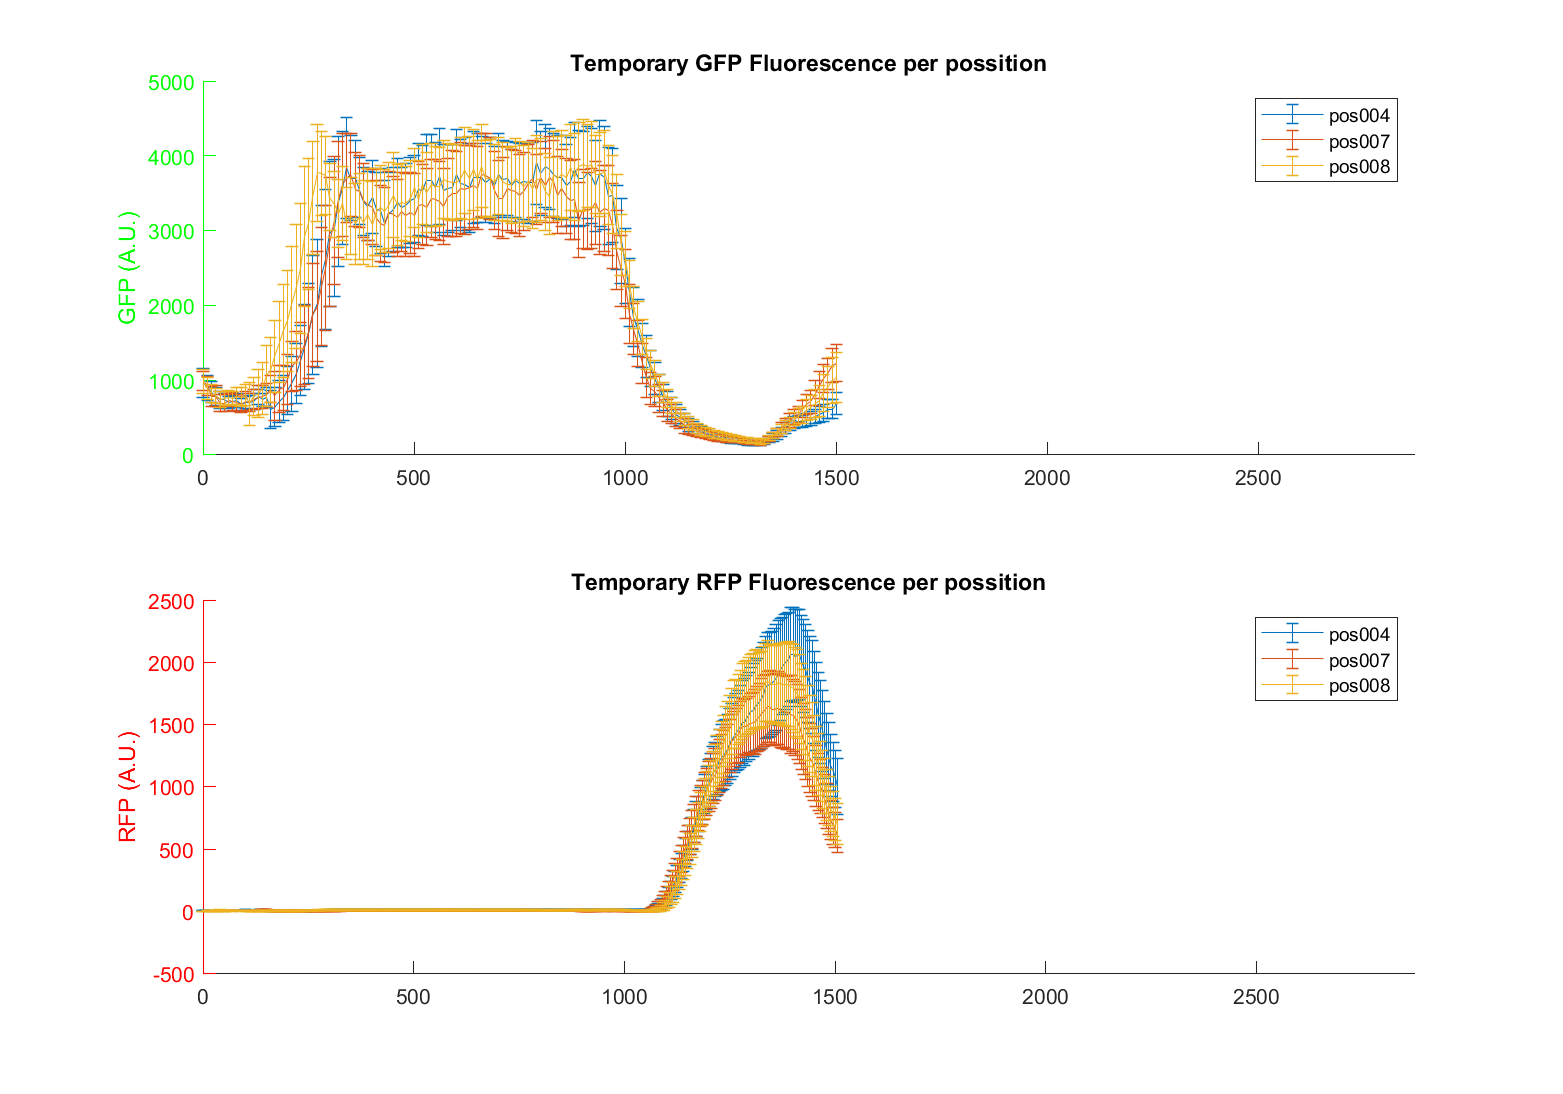 Temporary GFP Fluorescence per possition
5000
4000
3000
2000
1000
0
GFP (A.U.)
0 500 1000 1500 2000 2500
pos004
pos007
pos008
Temporary RFP Fluorescence per possition
2500
2000
1500
1000
500
0
-500
RFP (A.U.)
0 500 1000 1500 2000 2500
pos004
pos007
pos008